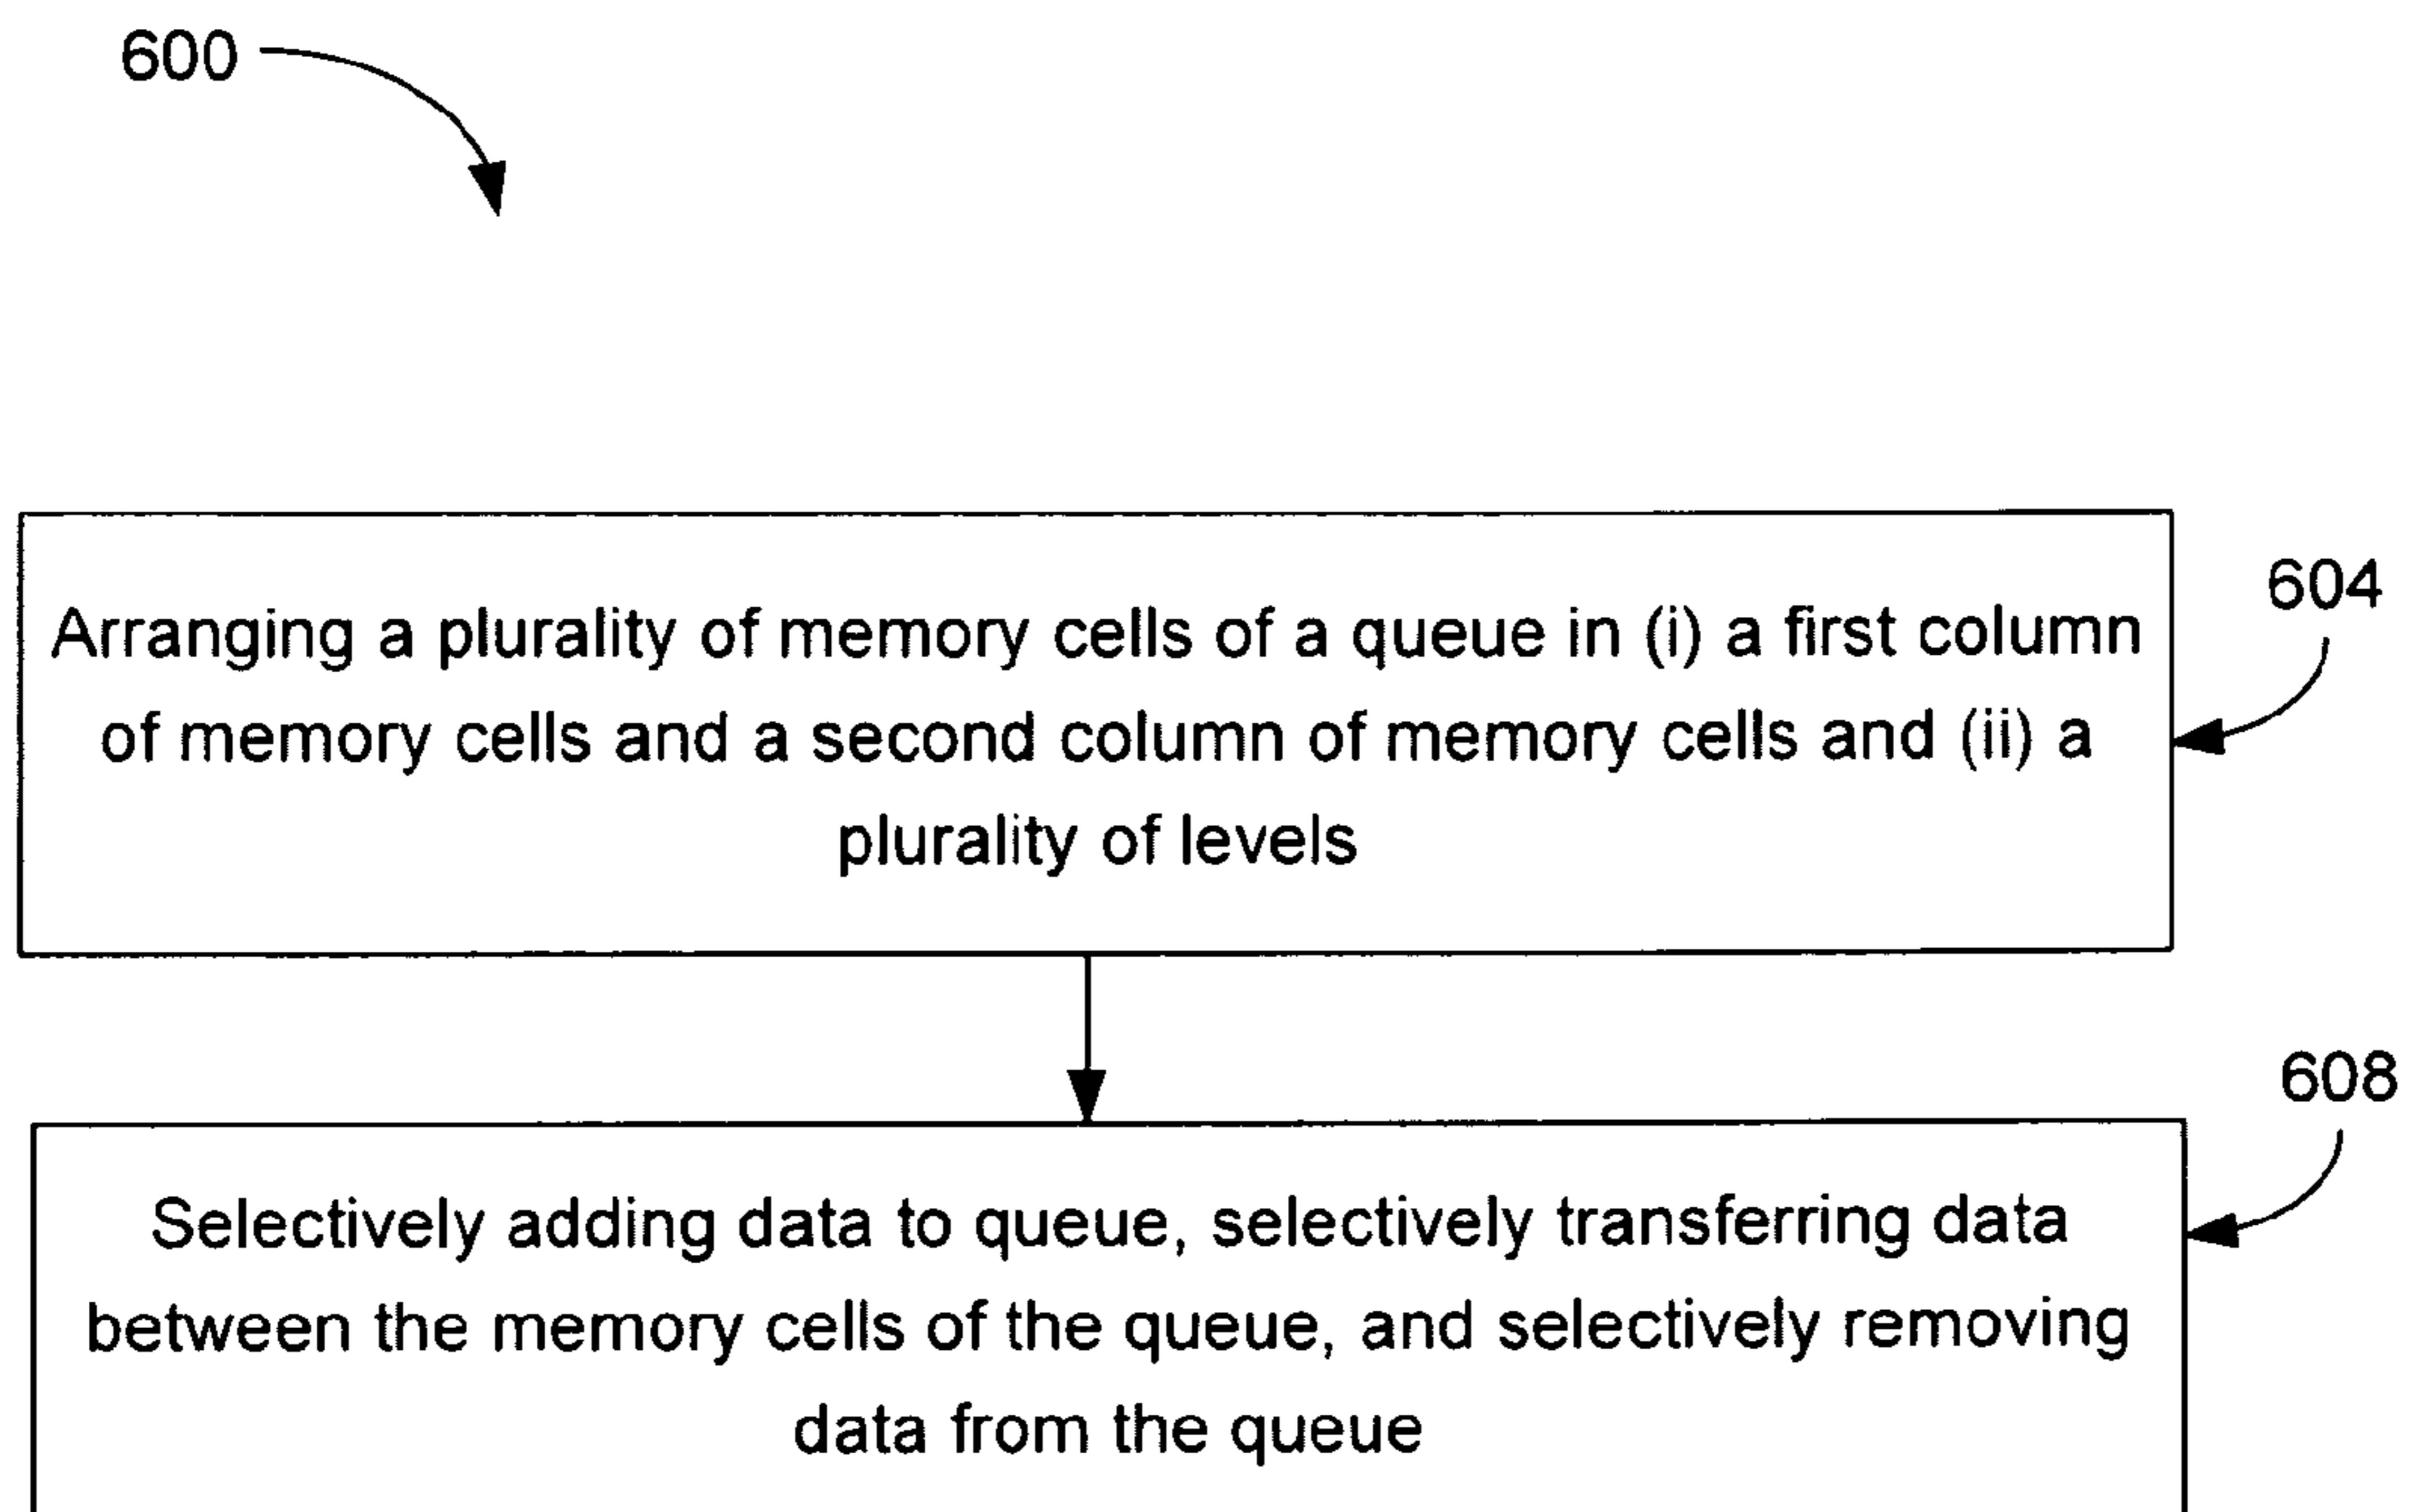 600
Arranging a plurality of memory cells of a queue in (i) a first column
of memory cells and a second column of memory cells and (ii) a
plurality of levels
604
608
Selectively adding data to queue, selectively transferring data
between the memory cells of the queue, and selectively removing
data from the queue